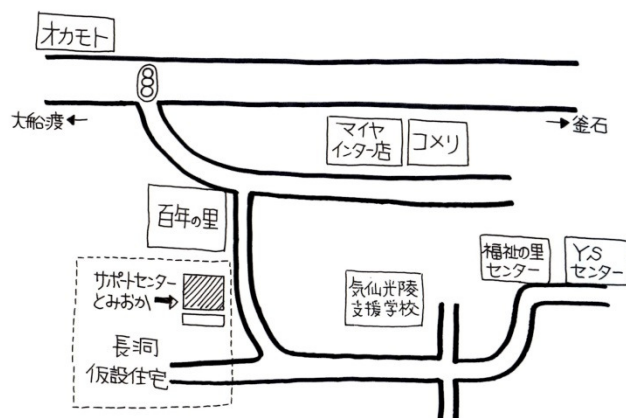 オカモト
大船渡←
→釜石
マイヤ
インター店
コメリ
百年の里
福祉の里
センター
Y.S
センター
サポートセンター
とみおか
気仙光陵
支援学校
長洞
仮設住宅